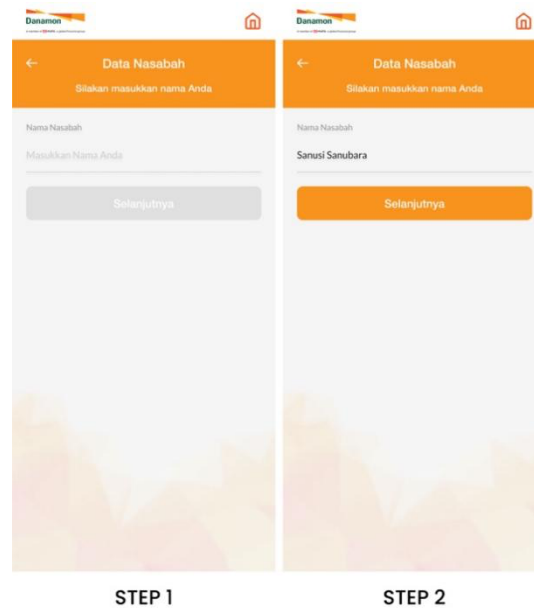 Danamon
Data Nasabah
Silakan masukkan nama Anda
Nama Nasabah
Masukkan Nama Anda
Selanjutnya
STEP 1
Danamon
Data Nasabah
Silakan masukkan nama Anda
Nama Nasabah
Sanusi Sanubara
Selanjutnya
STEP 2